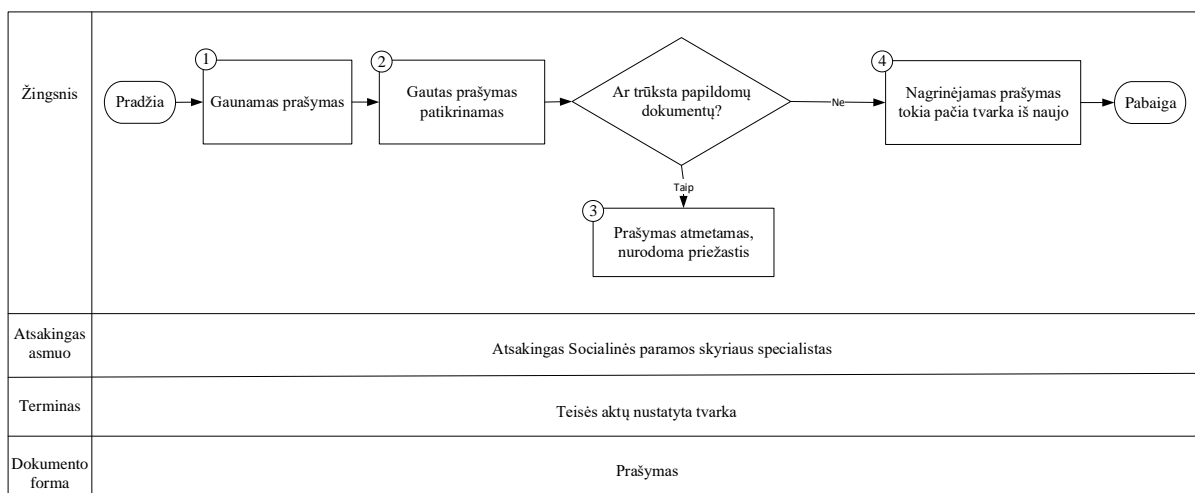 Žingsnis
Pradžia
1
Gaunamas prašymas
2
Gautas prašymas
patikrinamas
Ar trūksta papildomų
dokumentų?
Ne
4
Nagrinėjamas prašymas
tokia pačia tvarka iš naujo
Pabaiga
Taip
3
Prašymas atmetamas,
nurodoma priežastis
Atsakingas
asmuo
Atsakingas Socialinės paramos skyriaus specialistas
Terminas
Teisės aktų nustatyta tvarka
Dokumento
forma
Prašymas